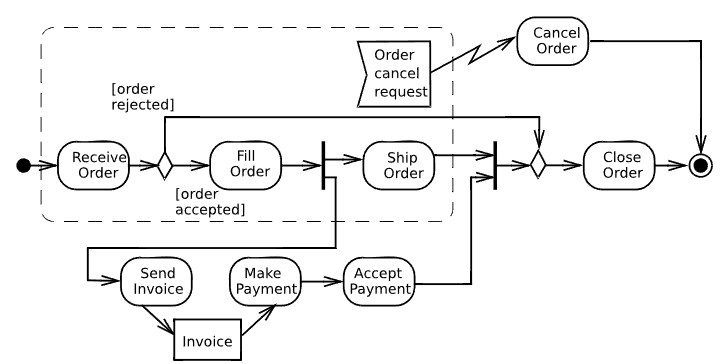 Cancel
Order
Order
cancel
request
[order
rejected]
Receive
Order
Fill
Order
Ship
Order
Close
Order
[order
accepted]
Send
Invoice
Make
Payment
Accept
Payment
Invoice